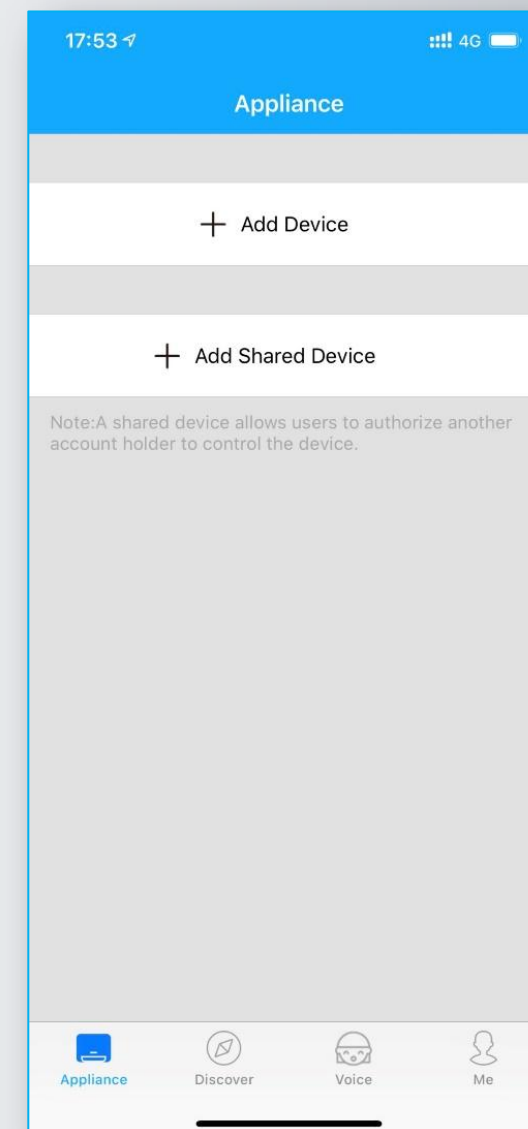 17:53
4G
Appliance
Add Device
Add Shared Device
Note:A shared device allows users to authorize another
account holder to control the device.
Appliance
Discover
Voice
Me